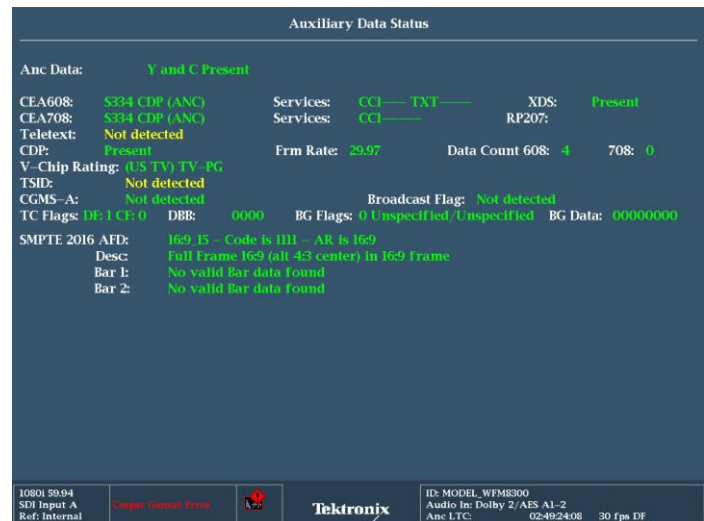 Auxiliary Data Status
Anc Data: Y and C Present
CEA608: S334 CDP (ANC) Services: CC1---- TXT------ XDS: Present
CEA708: S334 CDP (ANC) Services: CC1------ RP207:
Teletext: Not detected
CDP: Present Frm Rate: 29.97 Data Count 608: 4 708: 0
V-Chip Rating: (US TV) TV-PG
TSID: Not detected
CGMS-A: Not detected Broadcast Flag: Not detected
TC Flags: DF: 1 CF: 0 DBB: 0000 BG Flags: 0 Unspecified/Unspecified BG Data: 00000000
SMPTE 2016 AFD: 16:9_15 - Code is 1111 - AR is 16:9
Desc: Full Frame 16:9 (alt 4:3 center) in 16:9 frame
Bar 1: No valid Bar data found
Bar 2: No valid Bar data found
1080i 59.94
SDI Input A
Ref: Internal
Cmpst Gamut Error
Tektronix
ID: MODEL_WFM8300
Audio In: Dolby 2/AES A1-2
Anc LTC: 02:49:24:08 30 fps DF